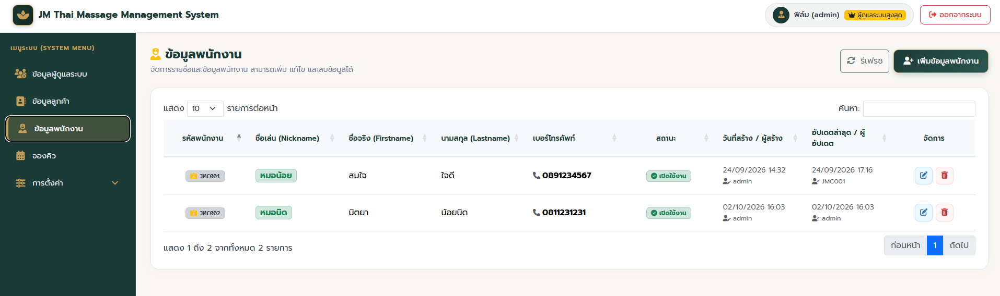 JM Thai Massage Management System
ฟิล์ม (admin) ผู้ดูแลระบบสูงสุด
ออกจากระบบ
เมนูระบบ (SYSTEM MENU)
ข้อมูลผู้ดูแลระบบ
ข้อมูลลูกค้า
ข้อมูลพนักงาน
จองคิว
การตั้งค่า
ข้อมูลพนักงาน
จัดการรายชื่อและข้อมูลพนักงาน สามารถเพิ่ม แก้ไข และลบข้อมูลได้
รีเฟรช
เพิ่มข้อมูลพนักงาน
แสดง 10 รายการต่อหน้า
ค้นหา:
รหัสพนักงาน ชื่อเล่น (Nickname) ชื่อจริง (Firstname) นามสกุล (Lastname) เบอร์โทรศัพท์ สถานะ วันที่สร้าง / ผู้สร้าง อัปเดตล่าสุด / ผู้อัปเดต จัดการ
JMC001 หมอน้อย สมใจ ใจดี 0891234567 เปิดใช้งาน 24/09/2026 14:32 24/09/2026 17:16
admin JMC001
JMC002 หมอนิด นิตยา น้อยนิด 0811231231 เปิดใช้งาน 02/10/2026 16:03 02/10/2026 16:03
admin admin
แสดง 1 ถึง 2 จากทั้งหมด 2 รายการ
ก่อนหน้า 1 ถัดไป